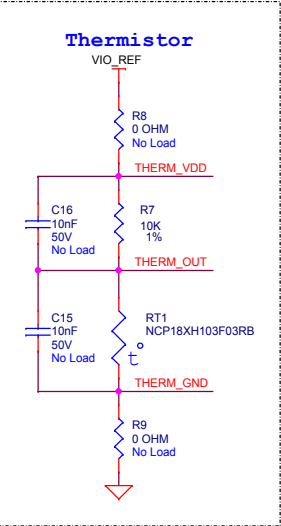 Thermistor
VIO_REF
R8
0 OHM
No Load
THERM_VDD
C16
10nF
50V
No Load
R7
10K
1%
THERM_OUT
C15
10nF
50V
No Load
RT1
NCP18XH103F03RB
t°
THERM_GND
R9
0 OHM
No Load